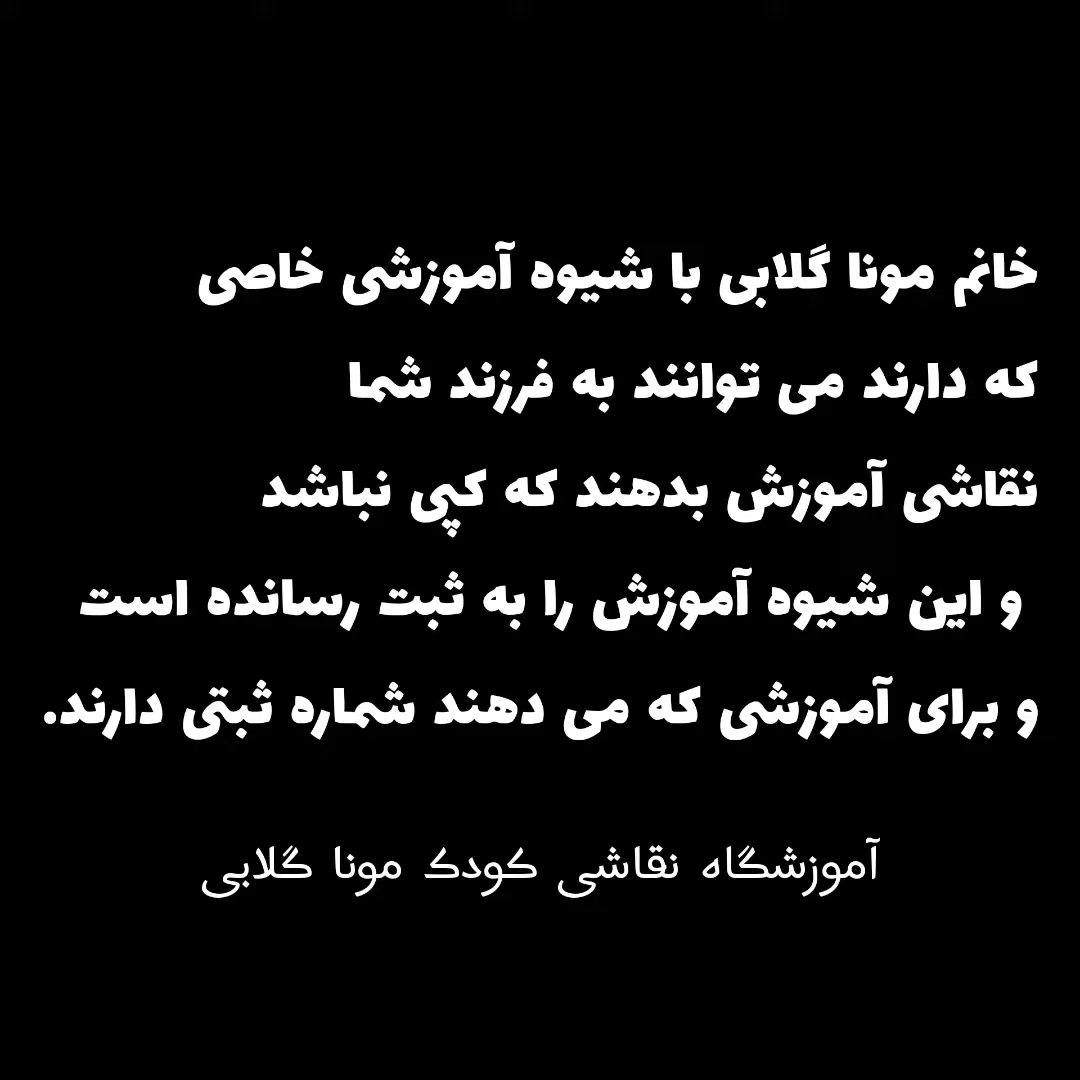 خانم مونا گلابی با شیوه آموزشی خاصی
که دارند می توانند به فرزند شما
نقاشی آموزش بدهند که کپی نباشد
و این شیوه آموزش را به ثبت رسانده است
و برای آموزشی که می دهند شماره ثبتی دارند.
آموزشگاه نقاشی کودک مونا گلابی